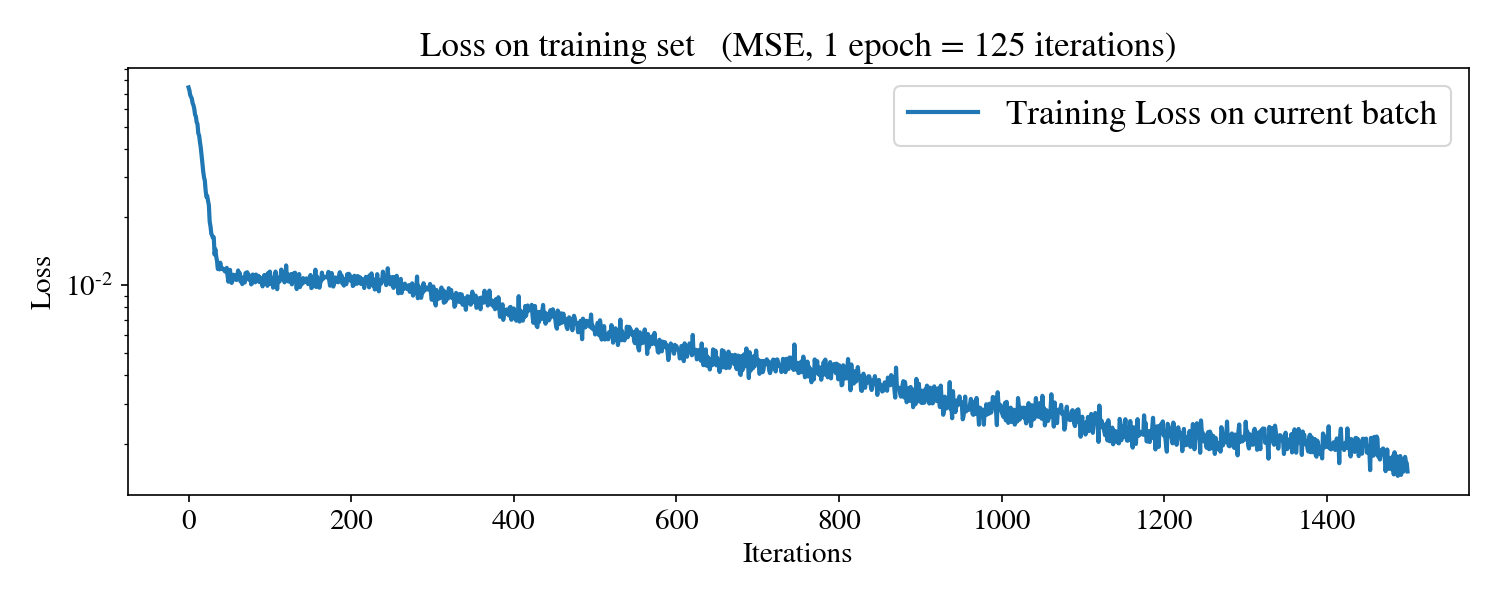 Loss on training set (MSE, 1 epoch = 125 iterations)
Training Loss on current batch
Loss
10-2
0 200 400 600 800 1000 1200 1400
Iterations